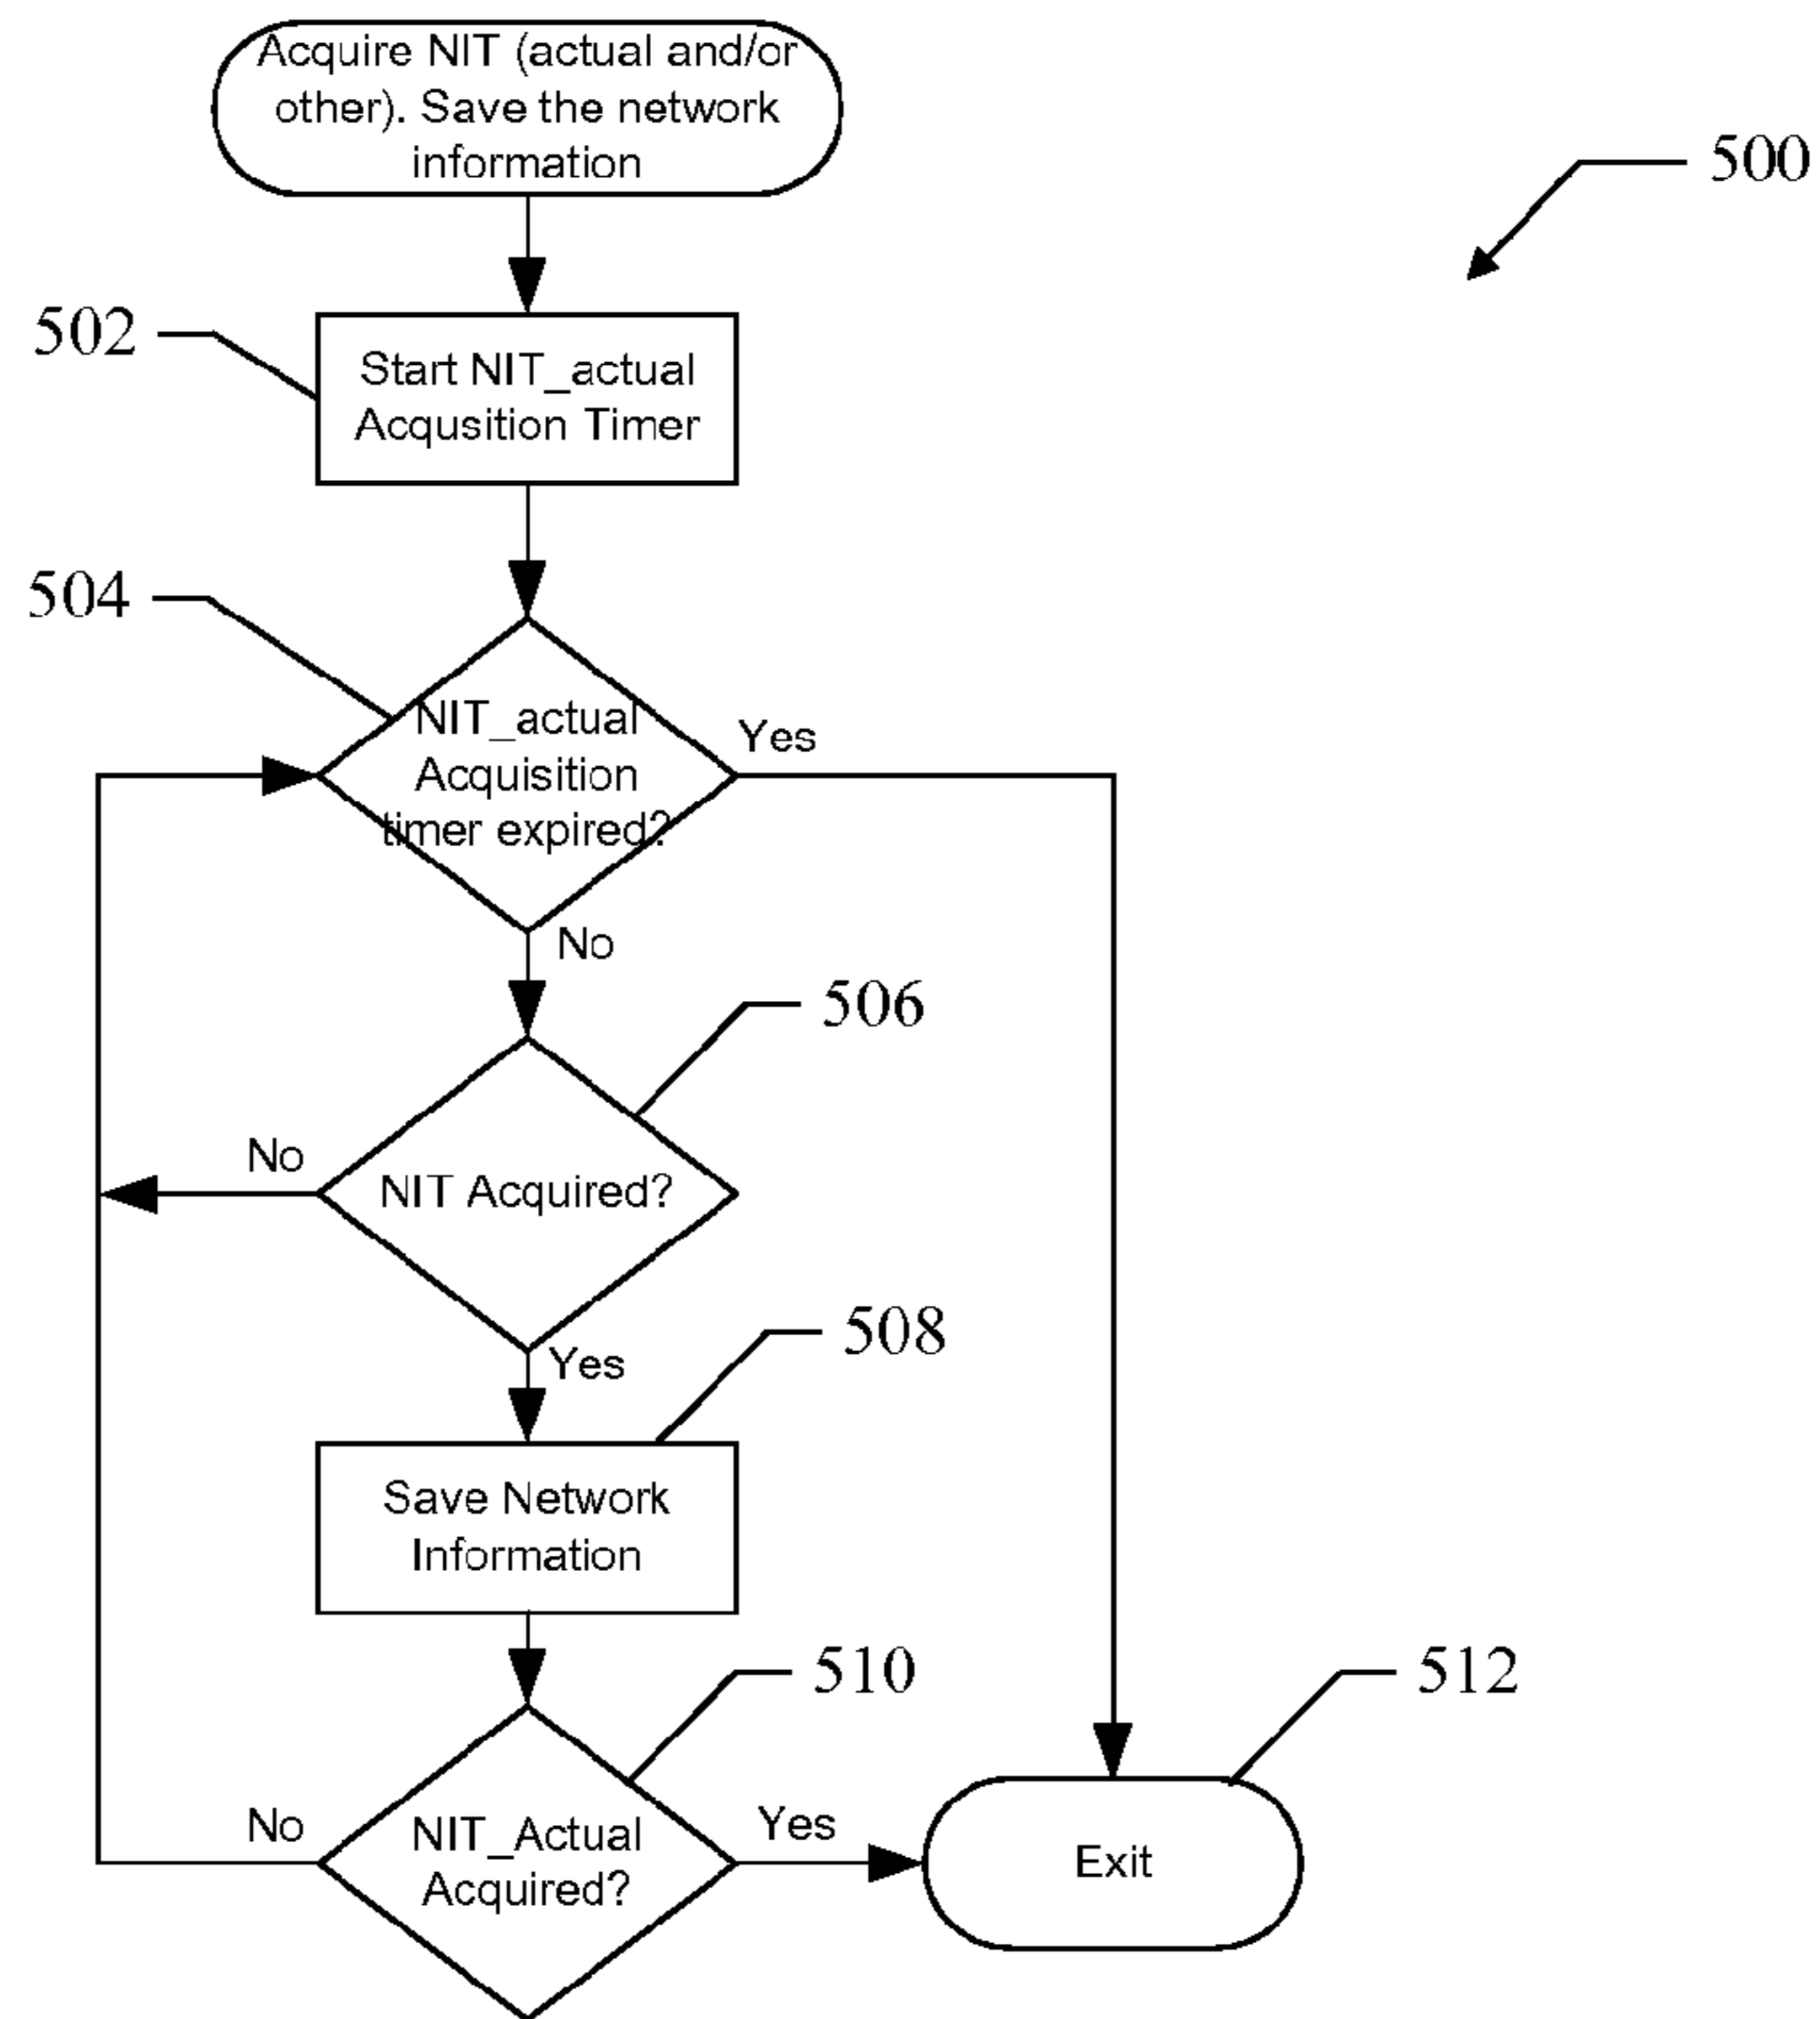 Acquire NIT (actual and/or
other). Save the network
information
500
502
Start NIT_actual
Acqusition Timer
504
NIT_actual
Acquisition
timer expired?
Yes
No
506
No
NIT Acquired?
Yes
508
Save Network
Information
510
512
No
NIT_Actual
Acquired?
Yes
Exit